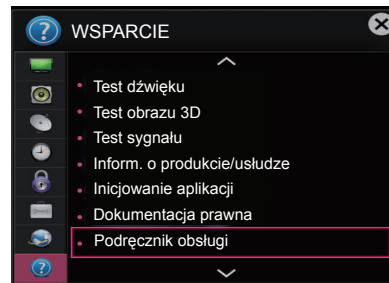 WSPARCIE
Test dźwięku
Test obrazu 3D
Test sygnału
Inform. o produkcie/usłudze
Inicjowanie aplikacji
Dokumentacja prawna
Podręcznik obsługi